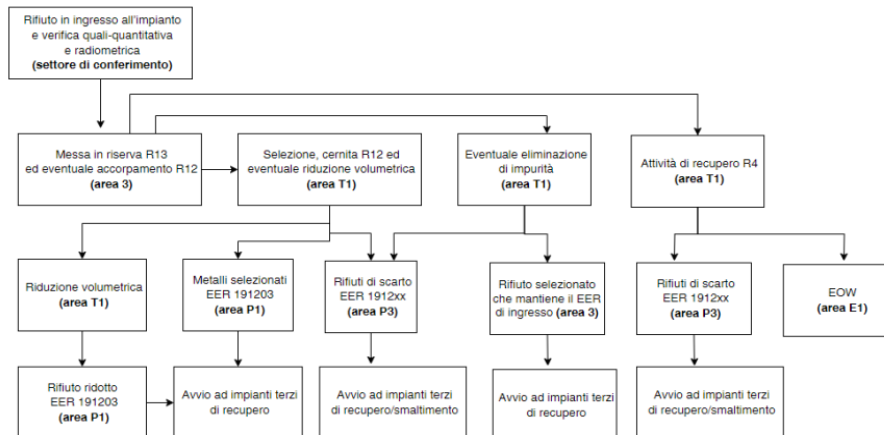 Rifiuto in ingresso all'impianto
e verifica quali-quantitativa
e radiometrica
(settore di conferimento)
Messa in riserva R13
ed eventuale accorpamento R12
(area 3)
Selezione, cernita R12 ed
eventuale riduzione volumetrica
(area T1)
Eventuale eliminazione
di impurità
(area T1)
Attività di recupero R4
(area T1)
Riduzione volumetrica
(area T1)
Metalli selezionati
EER 191203
(area P1)
Rifiuti di scarto
EER 1912xx
(area P3)
Rifiuto selezionato
che mantiene il EER
di ingresso (area 3)
Rifiuti di scarto
EER 1912xx
(area P3)
EOW
(area E1)
Rifiuto ridotto
EER 191203
(area P1)
Avvio ad impianti terzi
di recupero
Avvio ad impianti terzi
di recupero/smaltimento
Avvio ad impianti terzi
di recupero
Avvio ad impianti terzi
di recupero/smaltimento